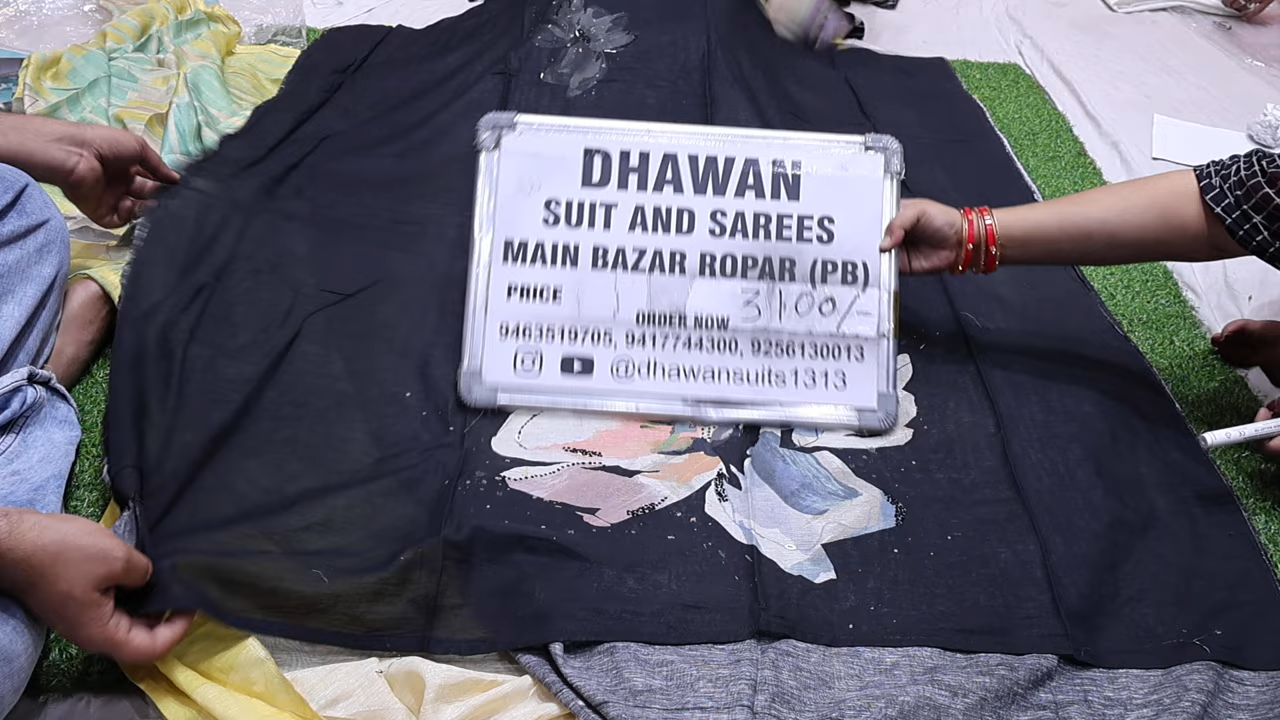 DHAWAN
SUIT AND SAREES
MAIN BAZAR ROPAR (PB)
PRICE 3100/-
ORDER NOW
9463519705, 9417744300, 9256130013
@dhawansuits1313